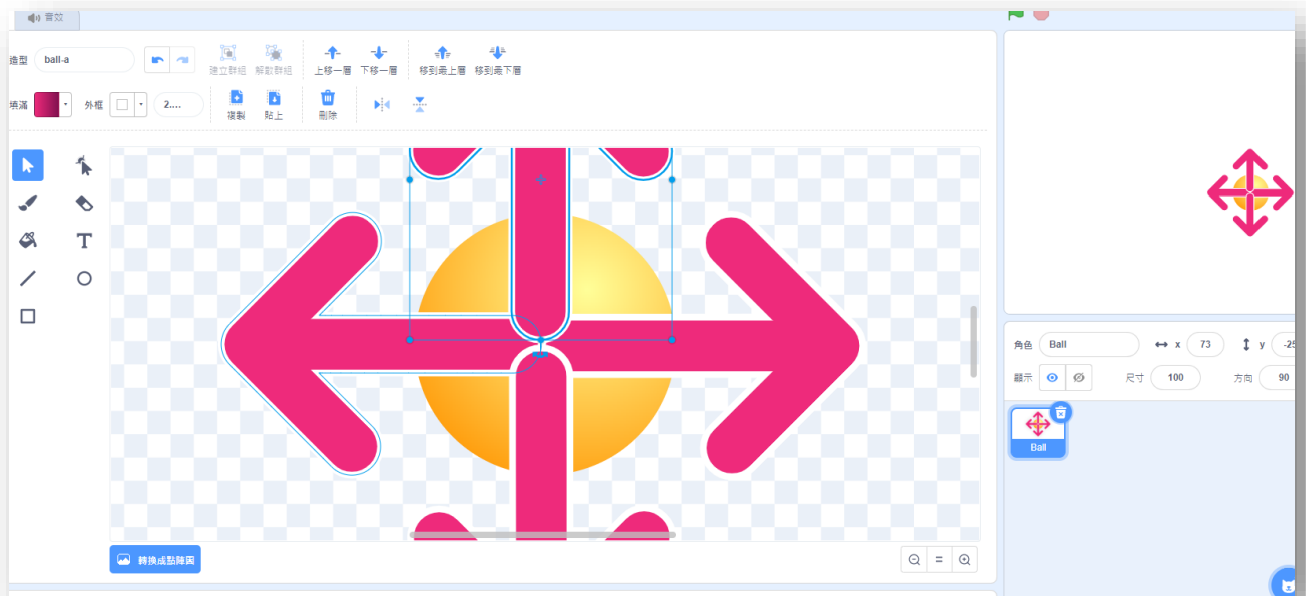 音效
造型 ball-a 建立群組 解散群組 上移一層 下移一層 移到最上層 移到最下層
填滿 外框 2.... 複製 貼上 刪除
T
角色 Ball x 73 y -25
顯示 尺寸 100 方向 90
Ball
轉換成點陣圖